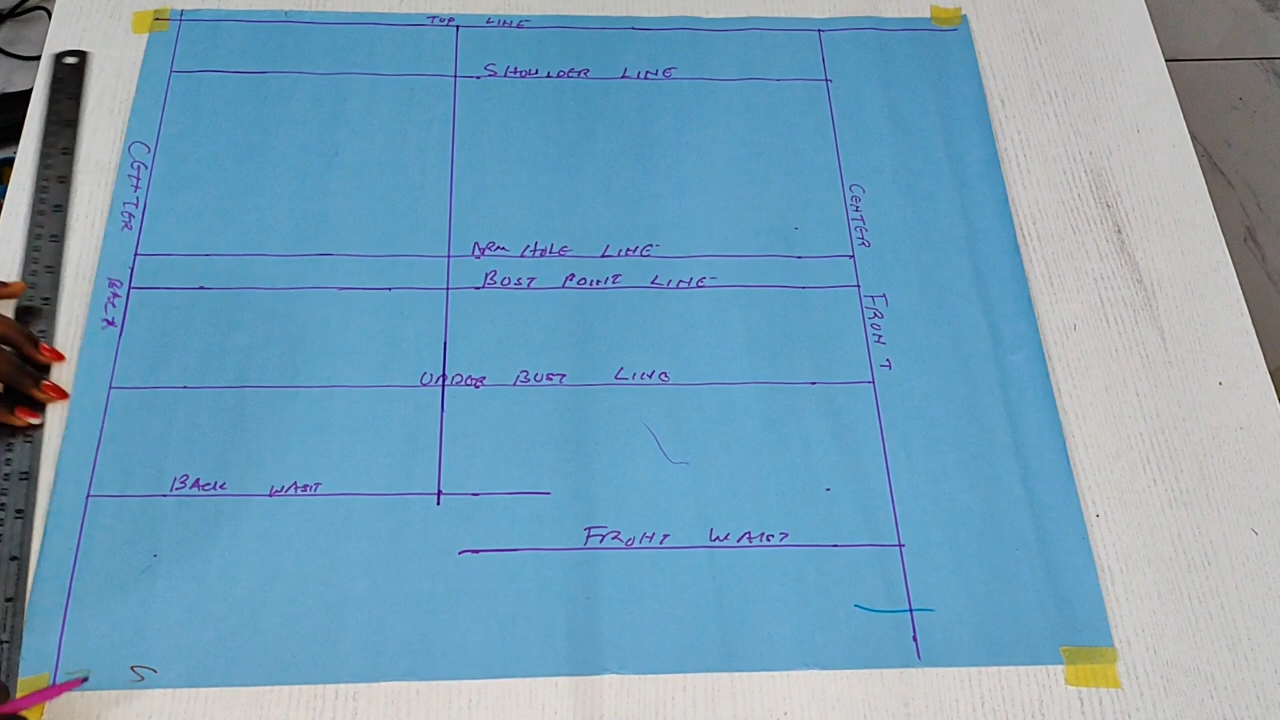 TOP LINE
SHOULDER LINE
CENTER BACK
CENTER FRONT
ARM HOLE LINE
BUST POINT LINE
UNDER BUST LINE
BACK WAIST
FRONT WAIST